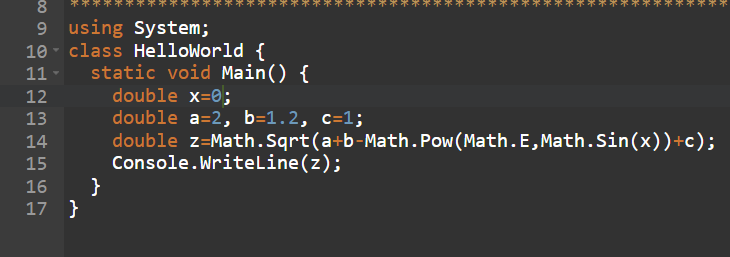 8 ************************************************************
9 using System;
10 class HelloWorld {
11 static void Main() {
12 double x=0;
13 double a=2, b=1.2, c=1;
14 double z=Math.Sqrt(a+b-Math.Pow(Math.E,Math.Sin(x))+c);
15 Console.WriteLine(z);
16 }
17 }